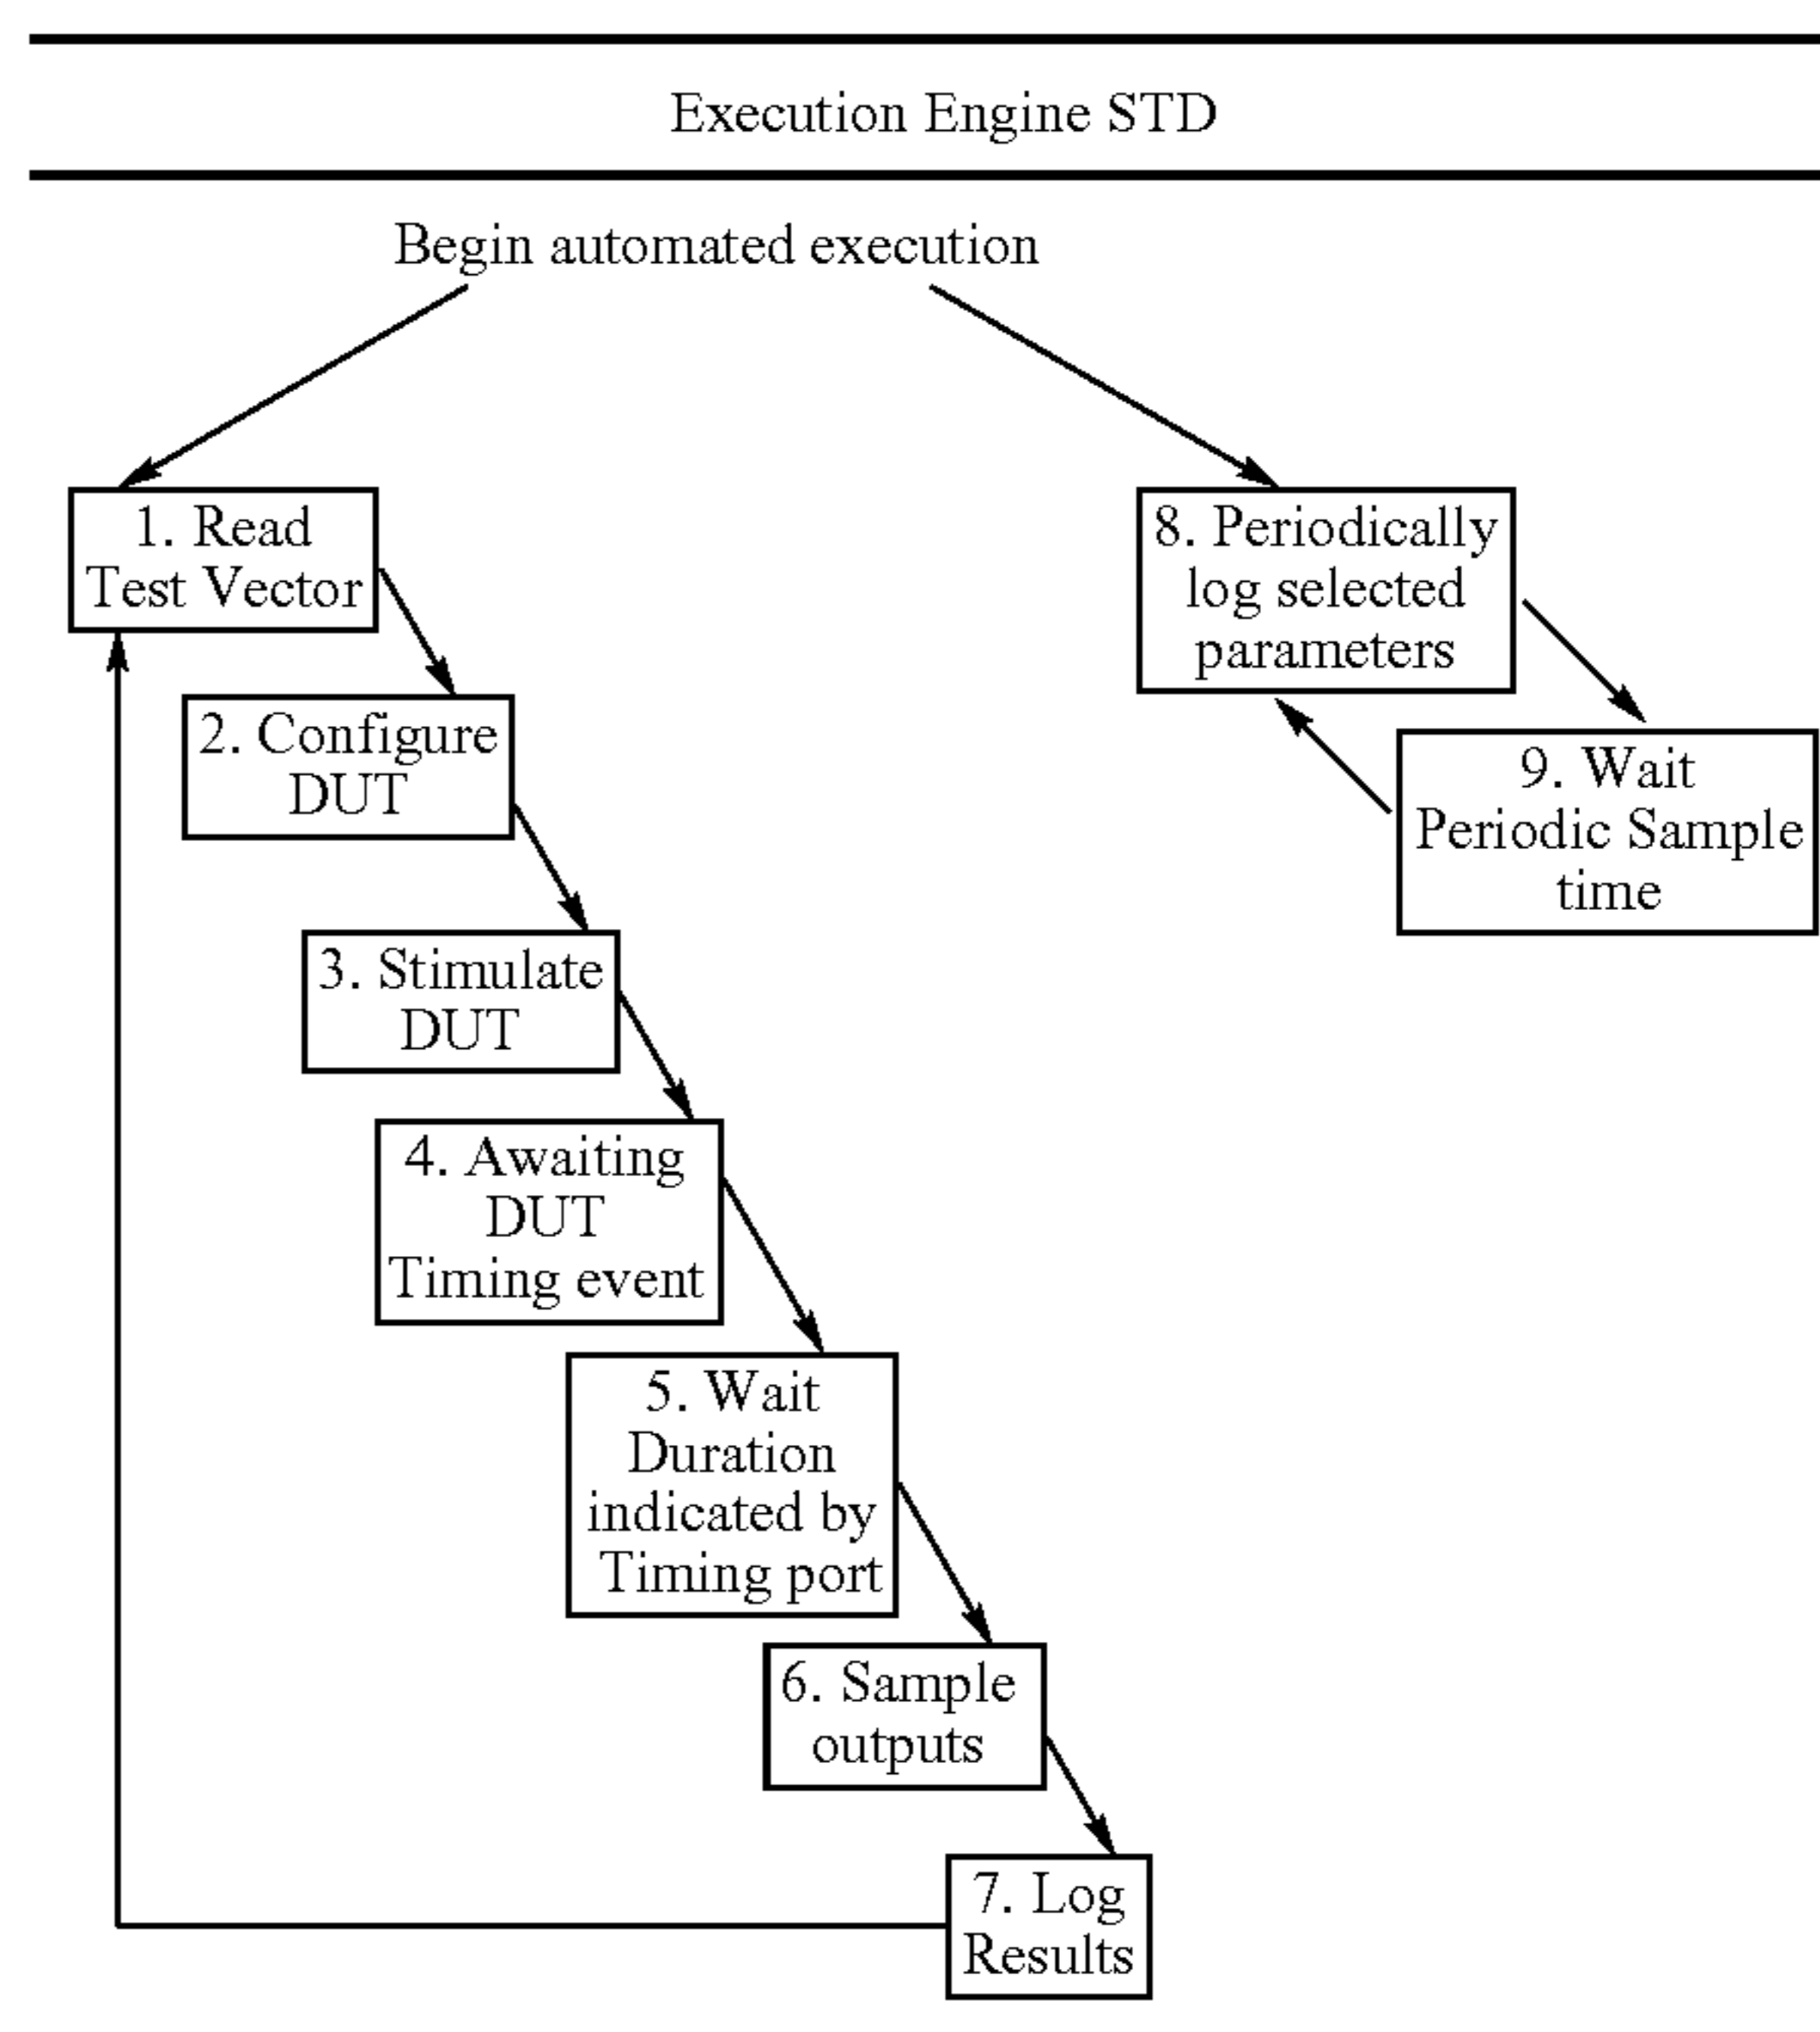 Execution Engine STD
Begin automated execution
1. Read
Test Vector
2. Configure
DUT
3. Stimulate
DUT
4. Awaiting
DUT
Timing event
5. Wait
Duration
indicated by
Timing port
6. Sample
outputs
7. Log
Results
8. Periodically
log selected
parameters
9. Wait
Periodic Sample
time